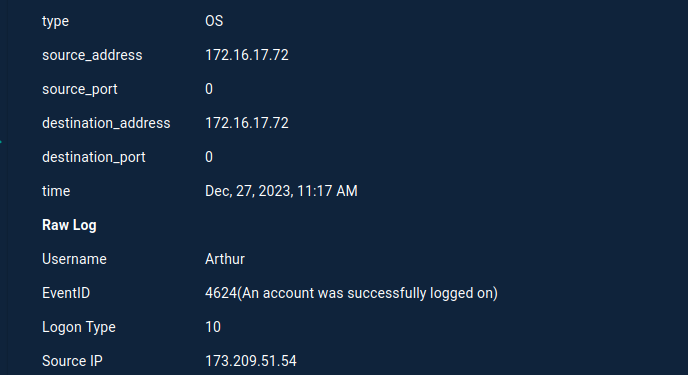 type OS
source_address 172.16.17.72
source_port 0
destination_address 172.16.17.72
destination_port 0
time Dec, 27, 2023, 11:17 AM
Raw Log
Username Arthur
EventID 4624(An account was successfully logged on)
Logon Type 10
Source IP 173.209.51.54